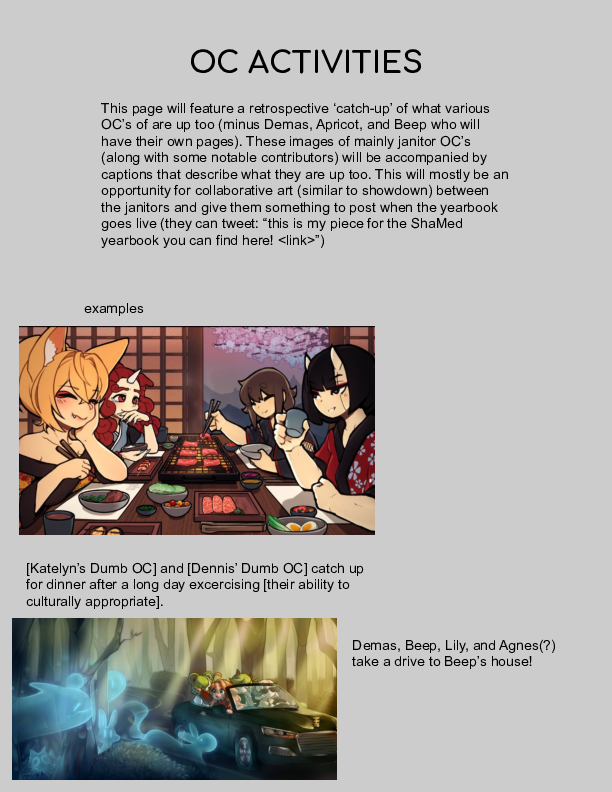 OC ACTIVITIES
This page will feature a retrospective ‘catch-up’ of what various
OC’s of are up too (minus Demas, Apricot, and Beep who will
have their own pages). These images of mainly janitor OC’s
(along with some notable contributors) will be accompanied by
captions that describe what they are up too. This will mostly be an
opportunity for collaborative art (similar to showdown) between
the janitors and give them something to post when the yearbook
goes live (they can tweet: “this is my piece for the ShaMed
yearbook you can find here! <link>”)
examples
[Katelyn’s Dumb OC] and [Dennis’ Dumb OC] catch up
for dinner after a long day excercising [their ability to
culturally appropriate].
Demas, Beep, Lily, and Agnes(?)
take a drive to Beep’s house!